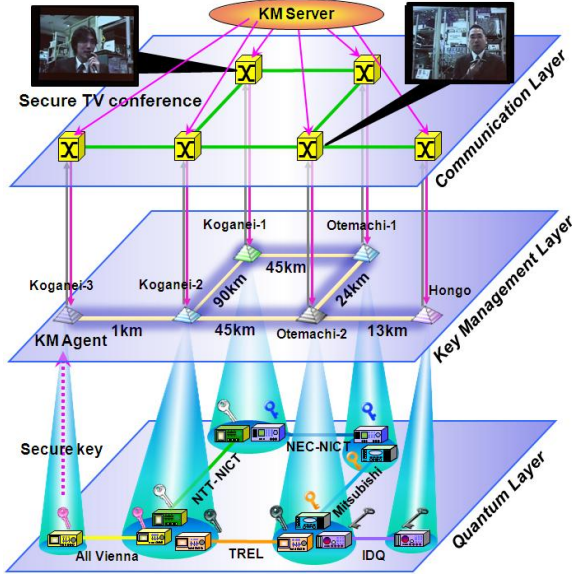 KM Server
Secure TV conference
Communication Layer
Koganei-1
Otemachi-1
45km
Koganei-3
Koganei-2
90km
24km
Hongo
1km
45km
Otemachi-2
13km
KM Agent
Key Management Layer
Secure key
NEC-NICT
NTT-NICT
Mitsubishi
All Vienna
TREL
IDQ
Quantum Layer